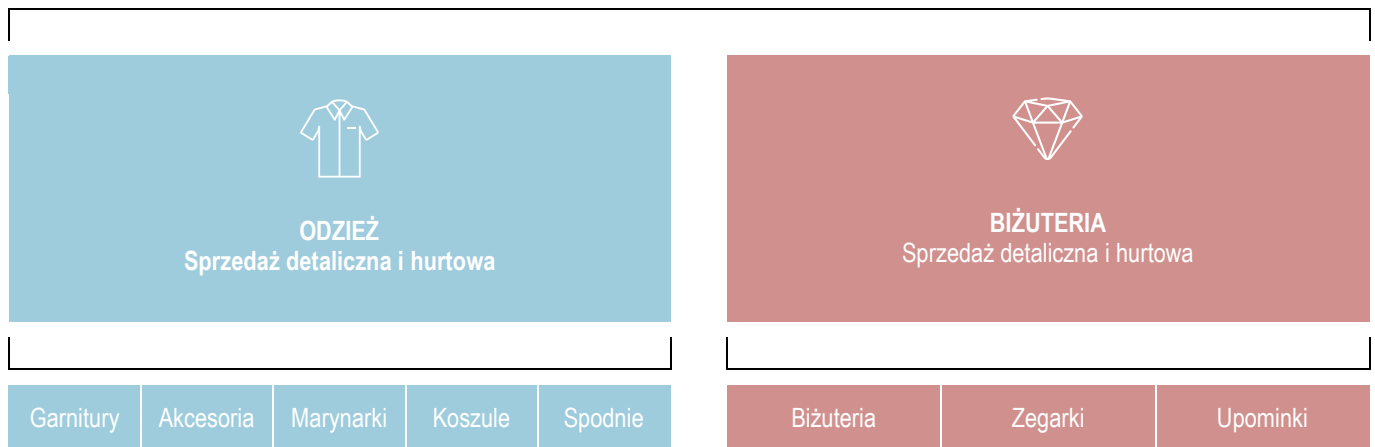 ODZIEŻ
Sprzedaż detaliczna i hurtowa
BIŻUTERIA
Sprzedaż detaliczna i hurtowa
Garnitury Akcesoria Marynarki Koszule Spodnie
Biżuteria Zegarki Upominki